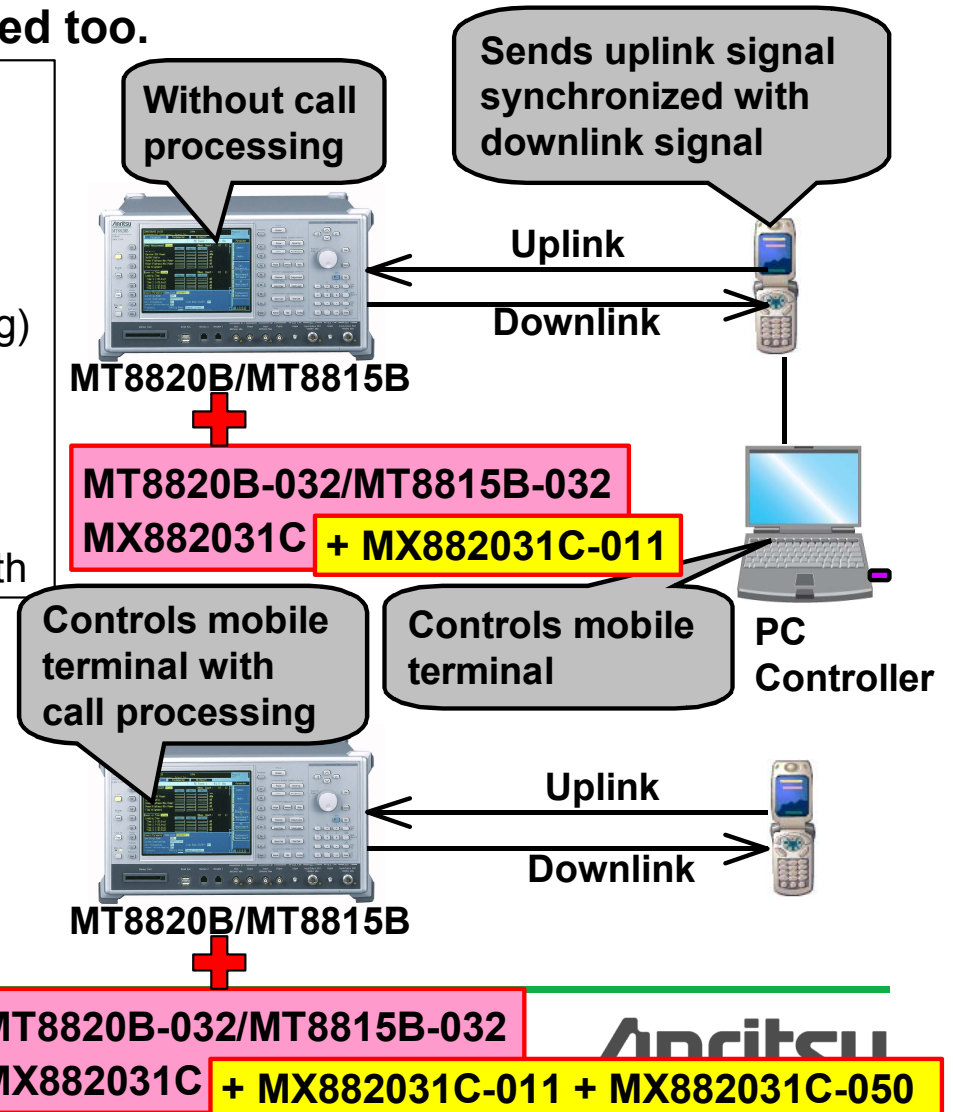 ed too.
Sends uplink signal
synchronized with
downlink signal
Without call
processing
Anritsu
Uplink
Downlink
g)
MT8820B/MT8815B
MT8820B-032/MT8815B-032
MX882031C
+ MX882031C-011
th
Controls mobile
terminal with
call processing
Controls mobile
terminal
PC
Controller
Uplink
Downlink
MT8820B/MT8815B
MT8820B-032/MT8815B-032
MX882031C
+ MX882031C-011 + MX882031C-050
Anritsu